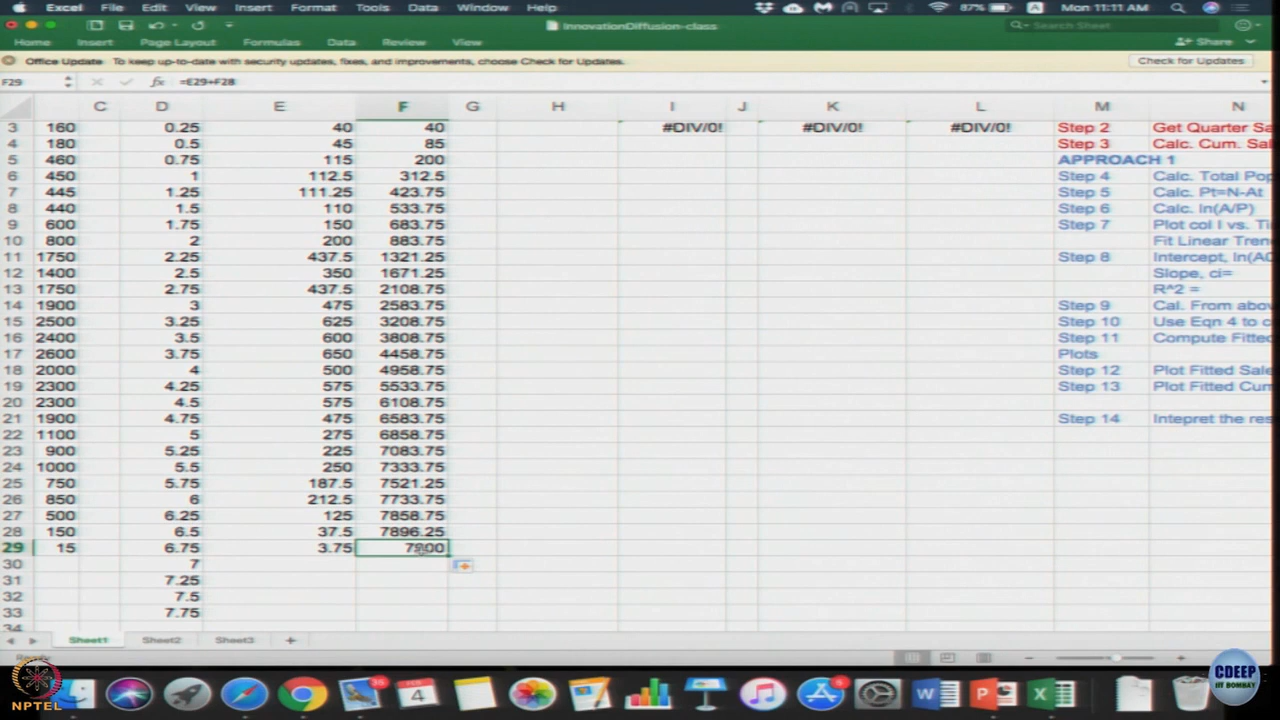 Excel File Edit View Insert Format Tools Data Window Help 87% Mon 11:11 AM
InnovationDiffusion-class Search Sheet
Home Insert Page Layout Formulas Data Review View Share
Office Update To keep up-to-date with security updates, fixes, and improvements, choose Check for Updates. Check for Updates
F29 fx =E29+F28
C D E F G H I J K L M N
3 160 0.25 40 40 #DIV/0! #DIV/0! #DIV/0! Step 2 Get Quarter Sa
4 180 0.5 45 85 Step 3 Calc. Cum. Sal
5 460 0.75 115 200 APPROACH 1
6 450 1 112.5 312.5 Step 4 Calc. Total Pop
7 445 1.25 111.25 423.75 Step 5 Calc. Pt=N-At
8 440 1.5 110 533.75 Step 6 Calc. ln(A/P)
9 600 1.75 150 683.75 Step 7 Plot col I vs. Ti
10 800 2 200 883.75 Fit Linear Tren
11 1750 2.25 437.5 1321.25 Step 8 Intercept, ln(A
12 1400 2.5 350 1671.25 Slope, ci=
13 1750 2.75 437.5 2108.75 R^2 =
14 1900 3 475 2583.75 Step 9 Cal. From above
15 2500 3.25 625 3208.75 Step 10 Use Eqn 4 to c
16 2400 3.5 600 3808.75 Step 11 Compute Fitted
17 2600 3.75 650 4458.75 Plots
18 2000 4 500 4958.75 Step 12 Plot Fitted Sale
19 2300 4.25 575 5533.75 Step 13 Plot Fitted Cum
20 2300 4.5 575 6108.75
21 1900 4.75 475 6583.75 Step 14 Intepret the res
22 1100 5 275 6858.75
23 900 5.25 225 7083.75
24 1000 5.5 250 7333.75
25 750 5.75 187.5 7521.25
26 850 6 212.5 7733.75
27 500 6.25 125 7858.75
28 150 6.5 37.5 7896.25
29 15 6.75 3.75 7900
30 7
31 7.25
32 7.5
33 7.75
34
Sheet1 Sheet2 Sheet3 +
Ready
FEB
4
NPTEL
CDEEP
IIT BOMBAY